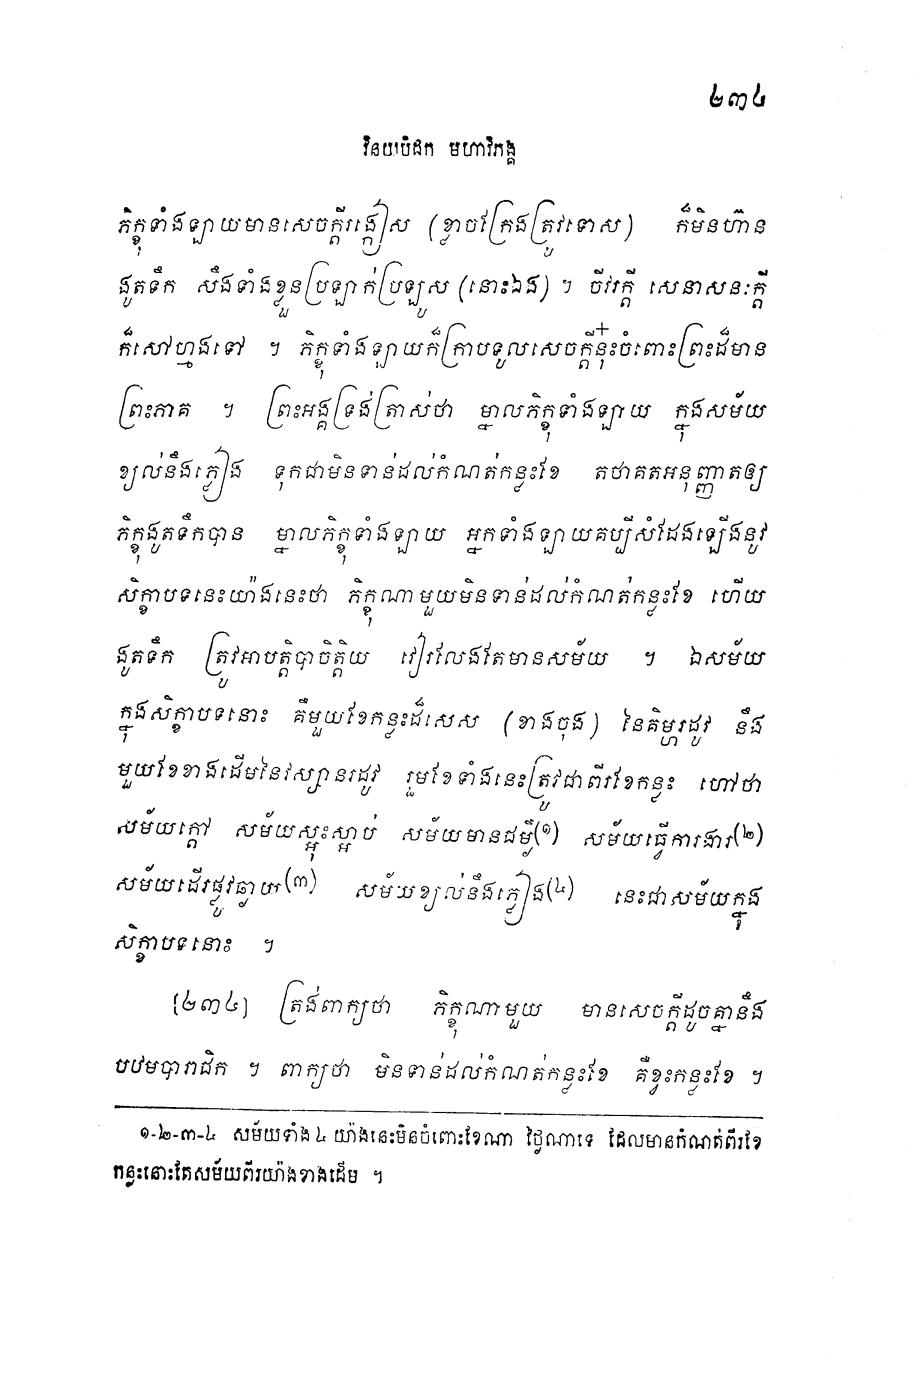 ២៣៤
វិនយបិដក មហាវិភង្គ
ភិក្ខុទាំងឡាយមានសេចក្តីរង្កៀស (ខ្លាចក្រែងត្រូវទោស) ក៏មិនហ៊ាន
ងូតទឹក សឹងទាំងខ្លួនប្រឡាក់ប្រឡូស (នោះឯង) ។ ចីវរក្តី សេនាសនៈក្តី
ក៏សៅហ្មងទៅ ។ ភិក្ខុទាំងឡាយក៏ក្រាបទូលសេចក្តីនុ៎ះចំពោះព្រះដ៏មាន
ព្រះភាគ ។ ព្រះអង្គទ្រង់ត្រាស់ថា ម្នាលភិក្ខុទាំងឡាយ ក្នុងសម័យ
ខ្យល់នឹងភ្លៀង ទុកជាមិនទាន់ដល់កំណត់កន្លះខែ តថាគតអនុញ្ញាតឲ្យ
ភិក្ខុងូតទឹកបាន ម្នាលភិក្ខុទាំងឡាយ អ្នកទាំងឡាយគប្បីសំដែងឡើងនូវ
សិក្ខាបទនេះយ៉ាងនេះថា ភិក្ខុណាមួយមិនទាន់ដល់កំណត់កន្លះខែ ហើយ
ងូតទឹក ត្រូវអាបត្តិបាចិត្តិយ វៀរលែងតែមានសម័យ ។ ឯសម័យ
ក្នុងសិក្ខាបទនោះ គឺមួយខែកន្លះដ៏សេស (ខាងចុង) នៃគិម្ហរដូវ នឹង
មួយខែខាងដើមនៃវស្សានរដូវ រួមខែទាំងនេះត្រូវជាពីរខែកន្លះ ហៅថា
សម័យក្តៅ សម័យស្អុះស្អាប់ សម័យមានជម្ងឺ(១) សម័យធ្វើការងារ(២)
សម័យដើរផ្លូវឆ្ងាយ(៣) សម័យខ្យល់នឹងភ្លៀង(៤) នេះជាសម័យក្នុង
សិក្ខាបទនោះ ។
[២៣៤] ត្រង់ពាក្យថា ភិក្ខុណាមួយ មានសេចក្តីដូចគ្នានឹង
បឋមបារាជិក ។ ពាក្យថា មិនទាន់ដល់កំណត់កន្លះខែ គឺខ្វះកន្លះខែ ។
១-២-៣-៤ សម័យទាំង ៤ យ៉ាងនេះមិនចំពោះខែណា ថ្ងៃណាទេ ដែលមានកំណត់ពីរខែ
កន្លះនោះតែសម័យពីរយ៉ាងខាងដើម ។